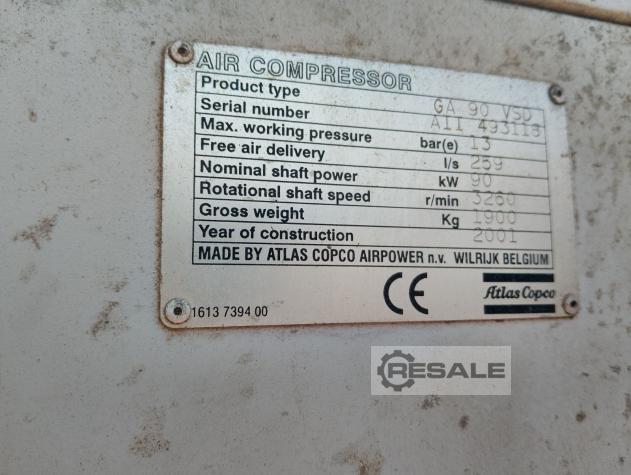 AIR COMPRESSOR
Product type GA 90 VSD
Serial number AII 493118
Max. working pressure bar(e) 13
Free air delivery l/s 259
Nominal shaft power kW 90
Rotational shaft speed r/min 3260
Gross weight Kg 1900
Year of construction 2001
MADE BY ATLAS COPCO AIRPOWER n.v. WILRIJK BELGIUM
CE Atlas Copco
1613 7394 00
RESALE